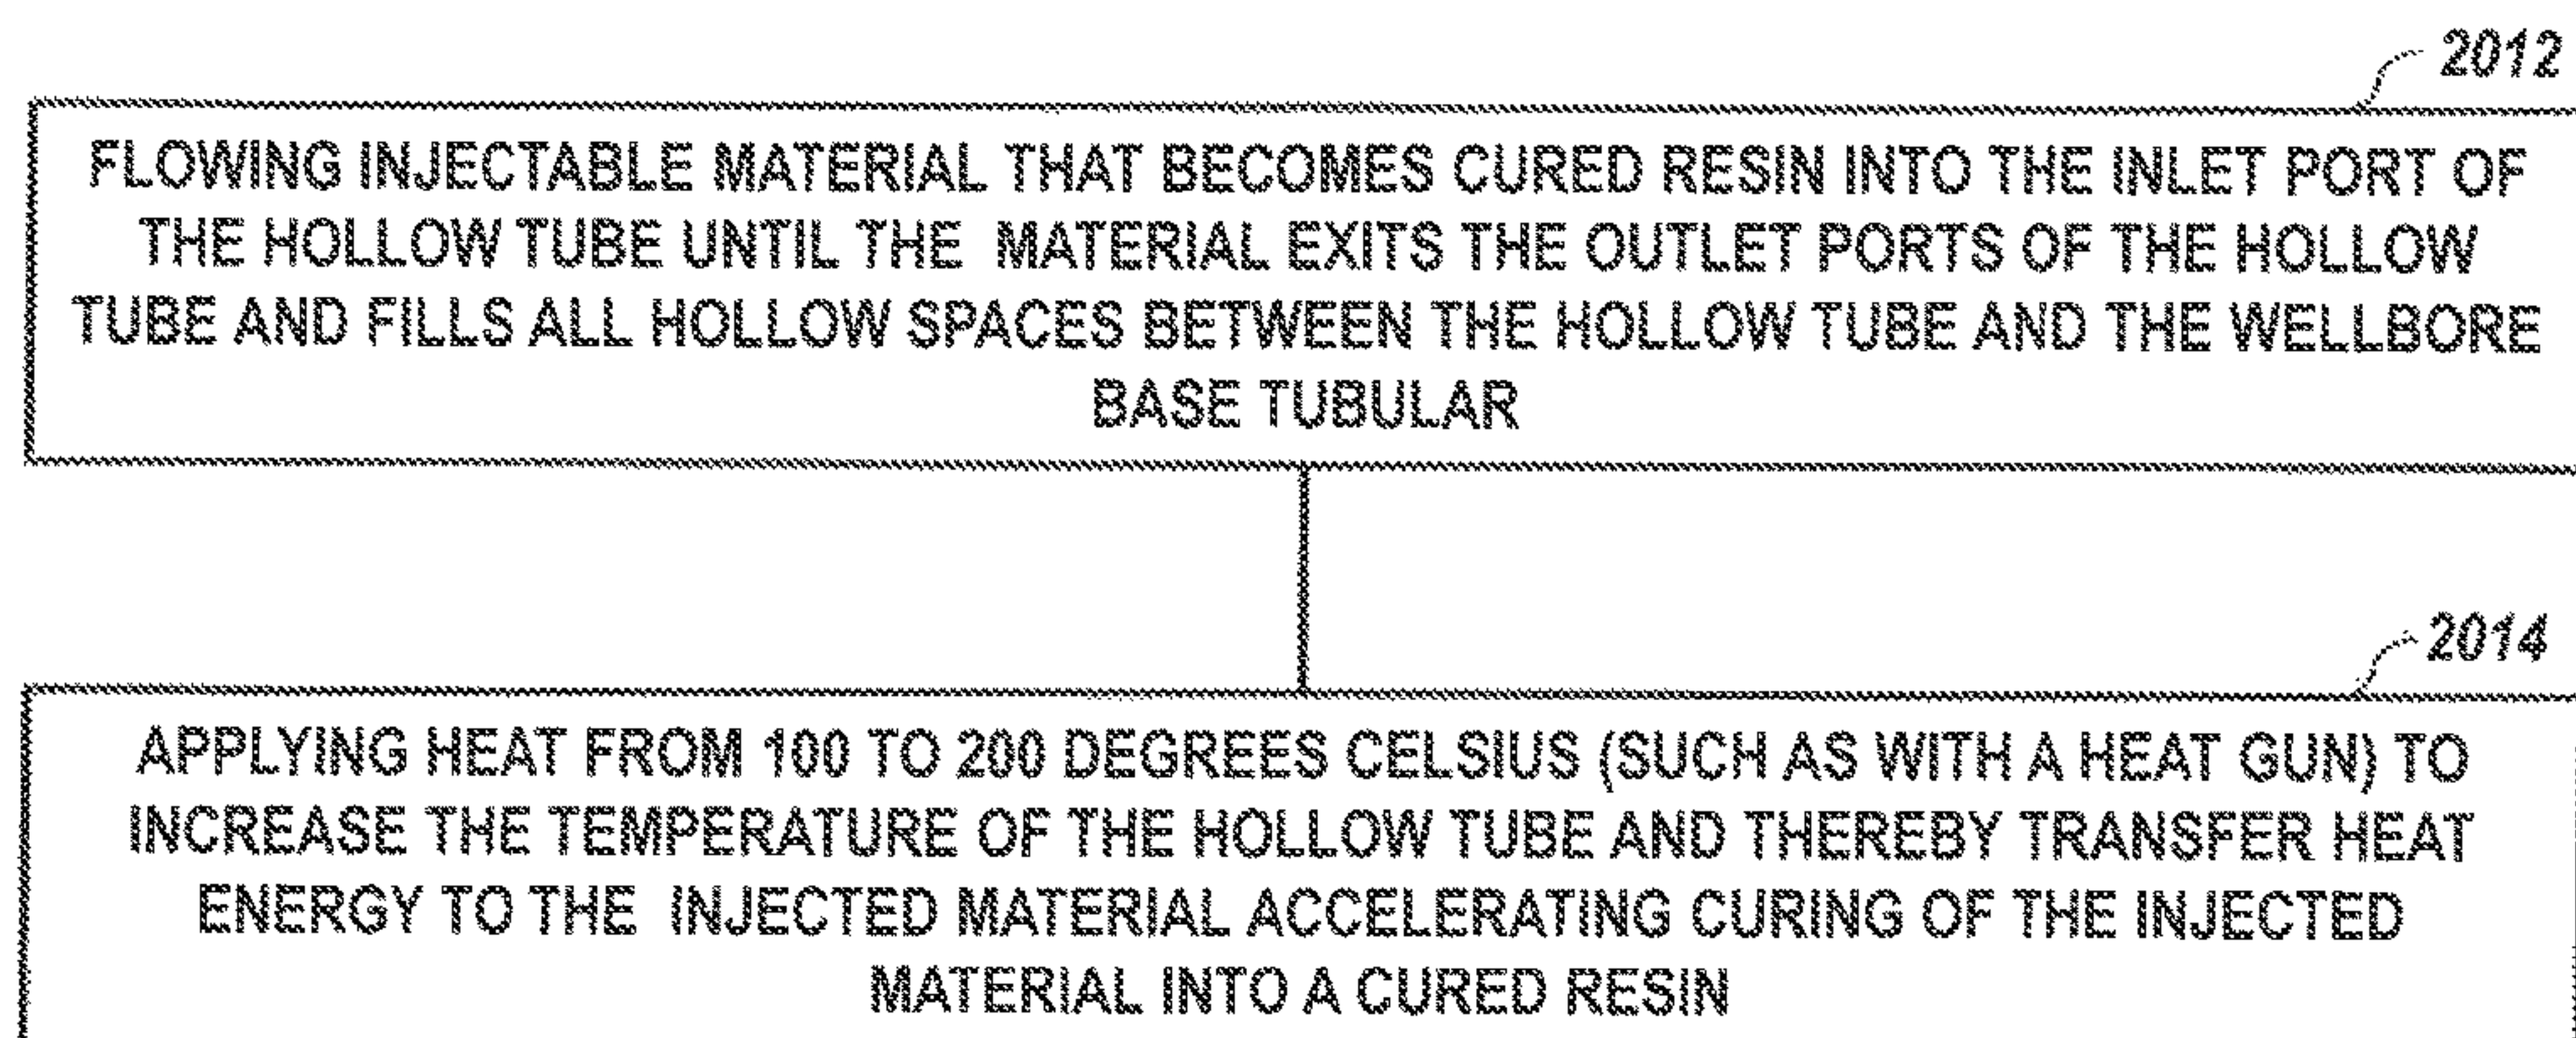 2012
FLOWING INJECTABLE MATERIAL THAT BECOMES CURED RESIN INTO THE INLET PORT OF
THE HOLLOW TUBE UNTIL THE MATERIAL EXITS THE OUTLET PORTS OF THE HOLLOW
TUBE AND FILLS ALL HOLLOW SPACES BETWEEN THE HOLLOW TUBE AND THE WELLBORE
BASE TUBULAR
2014
APPLYING HEAT FROM 100 TO 200 DEGREES CELSIUS (SUCH AS WITH A HEAT GUN) TO
INCREASE THE TEMPERATURE OF THE HOLLOW TUBE AND THEREBY TRANSFER HEAT
ENERGY TO THE INJECTED MATERIAL ACCELERATING CURING OF THE INJECTED
MATERIAL INTO A CURED RESIN